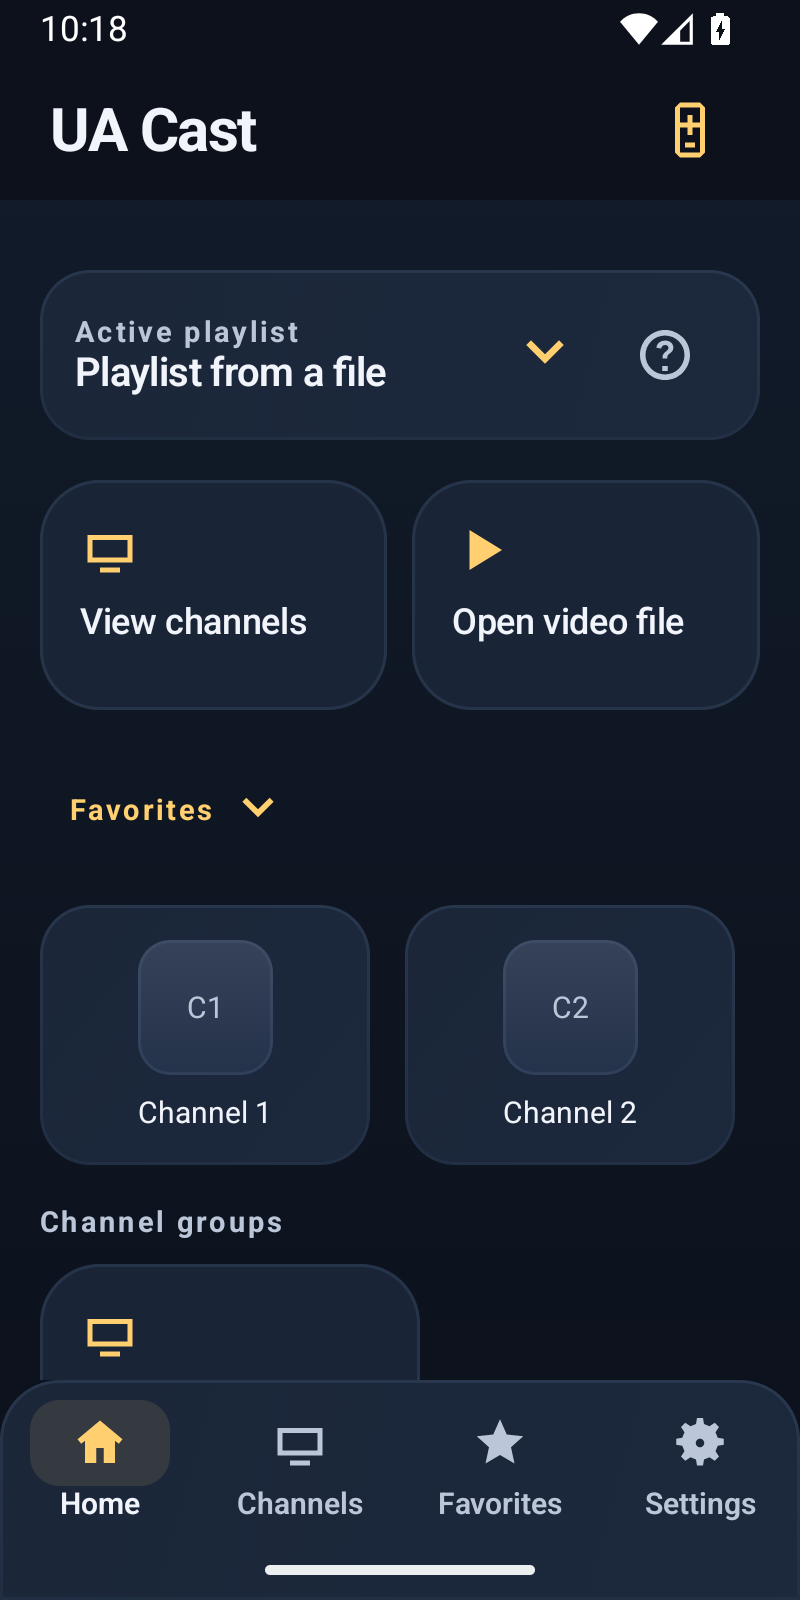 10:18
UA Cast
Active playlist
Playlist from a file
View channels
Open video file
Favorites
C1
C2
Channel 1
Channel 2
Channel groups
Home
Channels
Favorites
Settings